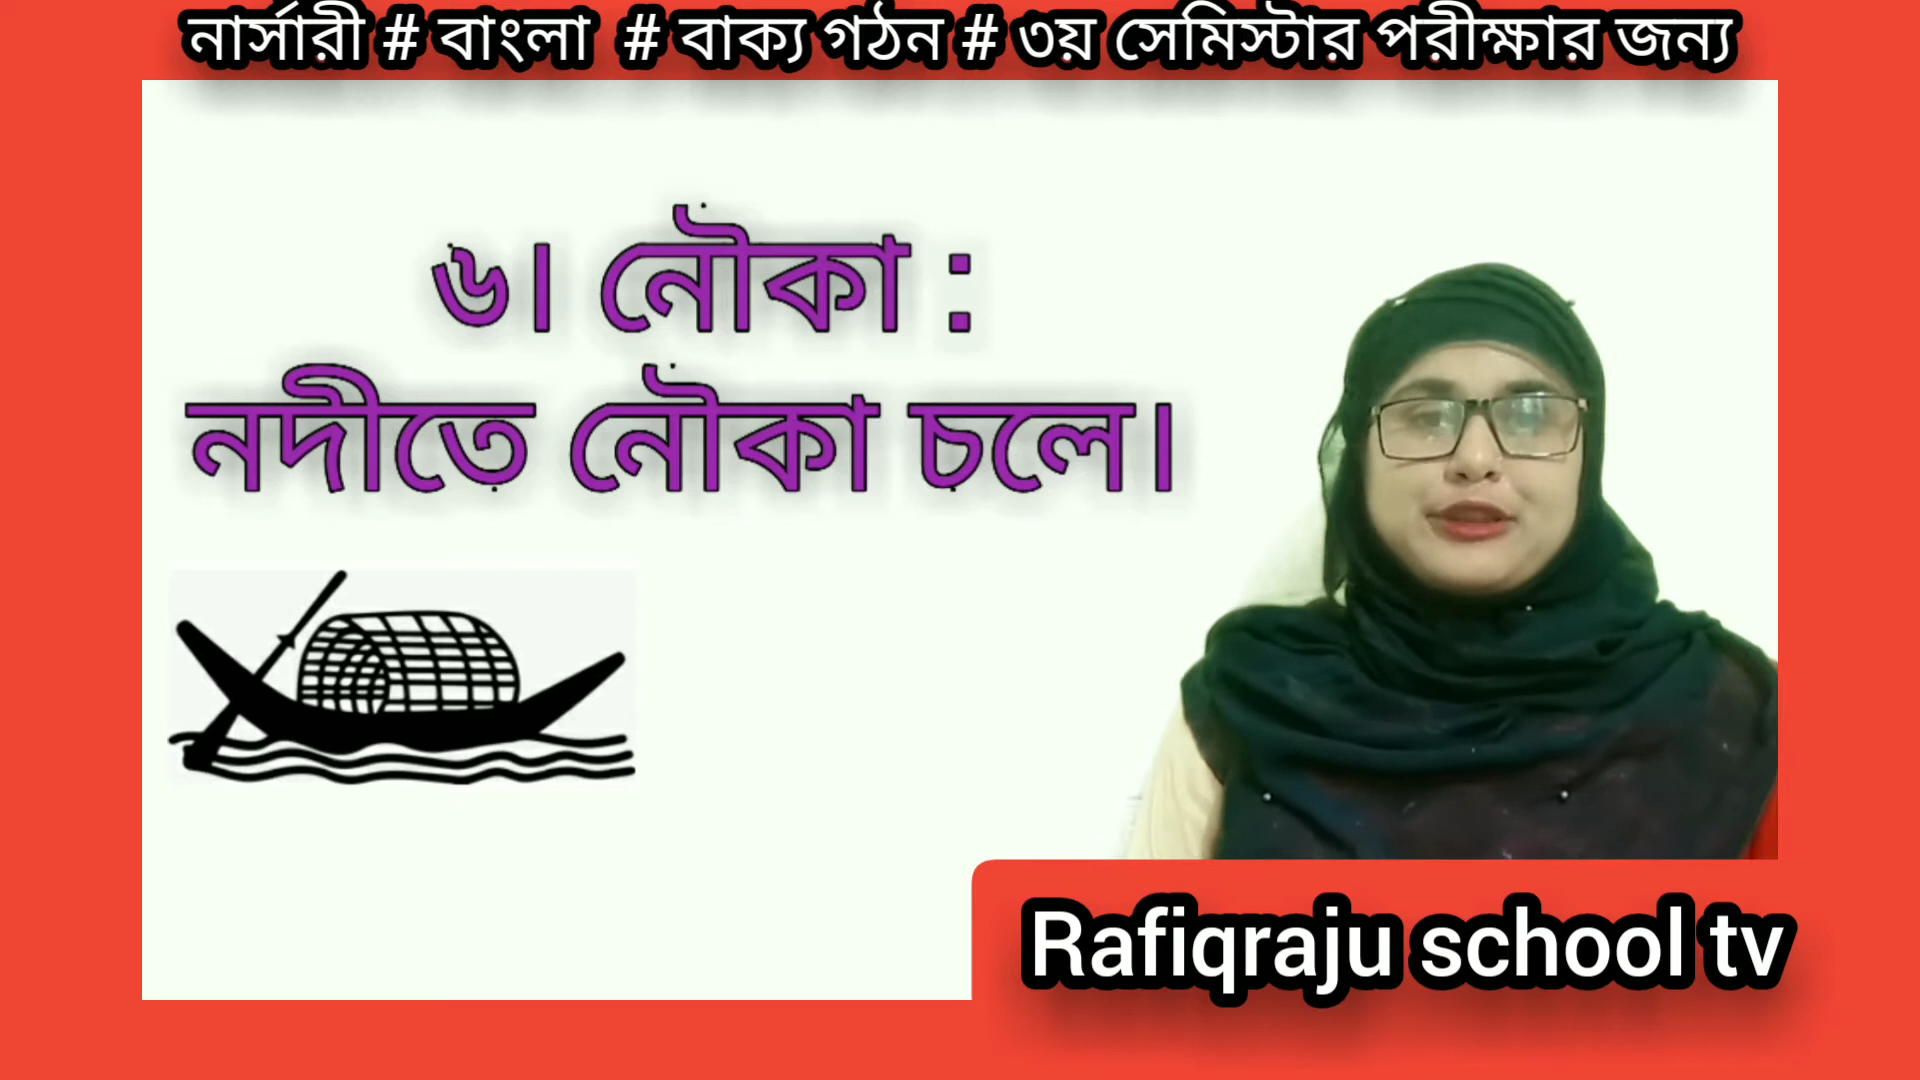 নার্সারী # বাংলা # বাক্য গঠন # ৩য় সেমিস্টার পরীক্ষার জন্য
৬। নৌকা :
নদীতে নৌকা চলে।
Rafiqraju school tv